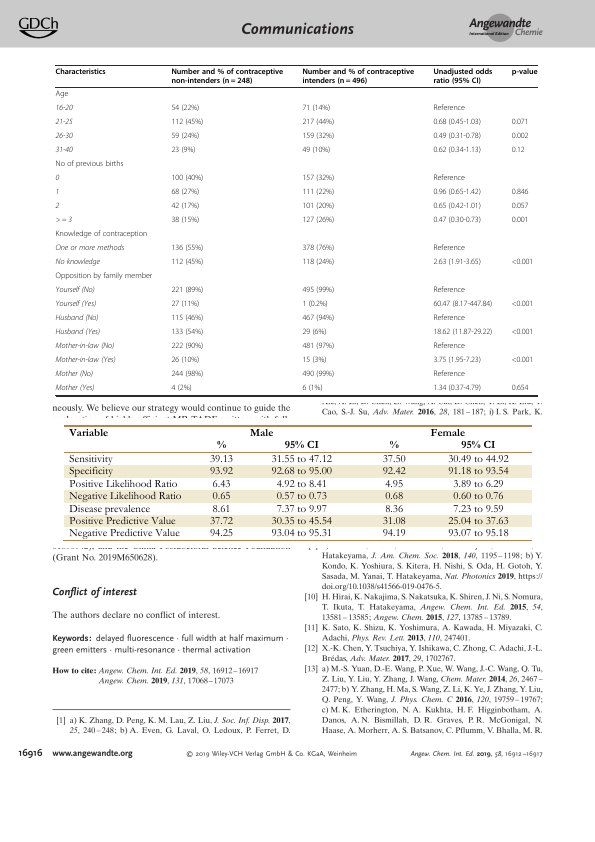 GDCh
Communications
Angewandte
International Edition Chemie
Characteristics Number and % of contraceptive non-intenders (n = 248) Number and % of contraceptive intenders (n = 496) Unadjusted odds ratio (95% CI) p-value
Age
16-20 54 (22%) 71 (14%) Reference
21-25 112 (45%) 217 (44%) 0.68 (0.45-1.03) 0.071
26-30 59 (24%) 159 (32%) 0.49 (0.31-0.78) 0.002
31-40 23 (9%) 49 (10%) 0.62 (0.34-1.13) 0.12
No of previous births
0 100 (40%) 157 (32%) Reference
1 68 (27%) 111 (22%) 0.96 (0.65-1.42) 0.846
2 42 (17%) 101 (20%) 0.65 (0.42-1.01) 0.057
> = 3 38 (15%) 127 (26%) 0.47 (0.30-0.73) 0.001
Knowledge of contraception
One or more methods 136 (55%) 378 (76%) Reference
No knowledge 112 (45%) 118 (24%) 2.63 (1.91-3.65) <0.001
Opposition by family member
Yourself (No) 221 (89%) 495 (99%) Reference
Yourself (Yes) 27 (11%) 1 (0.2%) 60.47 (8.17-447.84) <0.001
Husband (No) 115 (46%) 467 (94%) Reference
Husband (Yes) 133 (54%) 29 (6%) 18.62 (11.87-29.22) <0.001
Mother-in-law (No) 222 (90%) 481 (97%) Reference
Mother-in-law (Yes) 26 (10%) 15 (3%) 3.75 (1.95-7.23) <0.001
Mother (No) 244 (98%) 490 (99%) Reference
Mother (Yes) 4 (2%) 6 (1%) 1.34 (0.37-4.79) 0.654
neously. We believe our strategy would continue to guide the
Cao, S.-J. Su, Adv. Mater. 2016, 28, 181–187; i) I. S. Park, K.
Variable Male Female
% 95% CI % 95% CI
Sensitivity 39.13 31.55 to 47.12 37.50 30.49 to 44.92
Specificity 93.92 92.68 to 95.00 92.42 91.18 to 93.54
Positive Likelihood Ratio 6.43 4.92 to 8.41 4.95 3.89 to 6.29
Negative Likelihood Ratio 0.65 0.57 to 0.73 0.68 0.60 to 0.76
Disease prevalence 8.61 7.37 to 9.97 8.36 7.23 to 9.59
Positive Predictive Value 37.72 30.35 to 45.54 31.08 25.04 to 37.63
Negative Predictive Value 94.25 93.04 to 95.31 94.19 93.07 to 95.18
(Grant No. 2019M650628).
Conflict of interest
The authors declare no conflict of interest.
Keywords: delayed fluorescence · full width at half maximum ·
green emitters · multi-resonance · thermal activation
How to cite: Angew. Chem. Int. Ed. 2019, 58, 16912–16917
Angew. Chem. 2019, 131, 17068–17073
[1] a) K. Zhang, D. Peng, K. M. Lau, Z. Liu, J. Soc. Inf. Disp. 2017,
25, 240–248; b) A. Even, G. Laval, O. Ledoux, P. Ferret, D.
Hatakeyama, J. Am. Chem. Soc. 2018, 140, 1195–1198; b) Y.
Kondo, K. Yoshiura, S. Kitera, H. Nishi, S. Oda, H. Gotoh, Y.
Sasada, M. Yanai, T. Hatakeyama, Nat. Photonics 2019, https://
doi.org/10.1038/s41566-019-0476-5.
[10] H. Hirai, K. Nakajima, S. Nakatsuka, K. Shiren, J. Ni, S. Nomura,
T. Ikuta, T. Hatakeyama, Angew. Chem. Int. Ed. 2015, 54,
13581–13585; Angew. Chem. 2015, 127, 13785–13789.
[11] K. Sato, K. Shizu, K. Yoshimura, A. Kawada, H. Miyazaki, C.
Adachi, Phys. Rev. Lett. 2013, 110, 247401.
[12] X.-K. Chen, Y. Tsuchiya, Y. Ishikawa, C. Zhong, C. Adachi, J.-L.
Brédas, Adv. Mater. 2017, 29, 1702767.
[13] a) M.-S. Yuan, D.-E. Wang, P. Xue, W. Wang, J.-C. Wang, Q. Tu,
Z. Liu, Y. Liu, Y. Zhang, J. Wang, Chem. Mater. 2014, 26, 2467–
2477; b) Y. Zhang, H. Ma, S. Wang, Z. Li, K. Ye, J. Zhang, Y. Liu,
Q. Peng, Y. Wang, J. Phys. Chem. C 2016, 120, 19759–19767;
c) M. K. Etherington, N. A. Kukhta, H. F. Higginbotham, A.
Danos, A. N. Bismillah, D. R. Graves, P. R. McGonigal, N.
Haase, A. Morherr, A. S. Batsanov, C. Pflumm, V. Bhalla, M. R.
16916 www.angewandte.org © 2019 Wiley-VCH Verlag GmbH & Co. KGaA, Weinheim Angew. Chem. Int. Ed. 2019, 58, 16912–16917